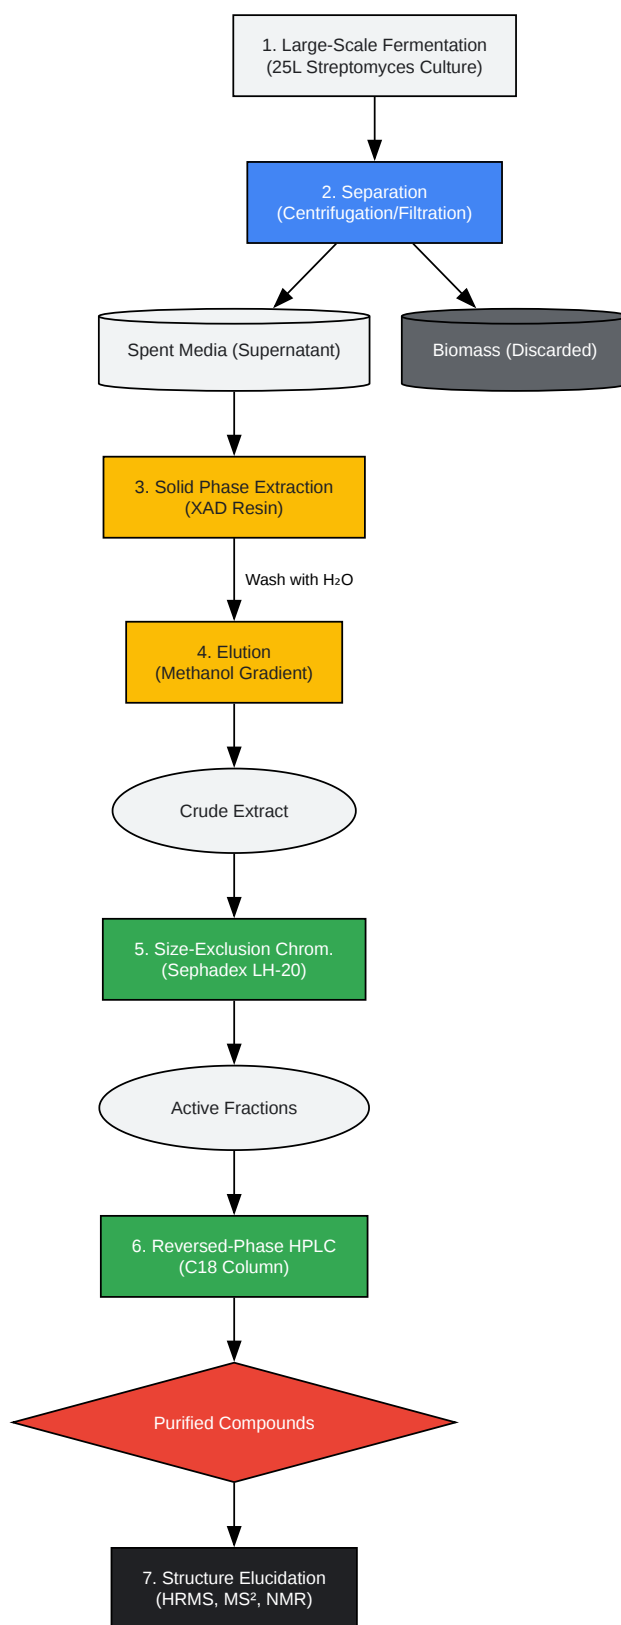 1. Large-Scale Fermentation
(25L Streptomyces Culture)
2. Separation
(Centrifugation/Filtration)
Spent Media (Supernatant)
Biomass (Discarded)
3. Solid Phase Extraction
(XAD Resin)
Wash with H₂O
4. Elution
(Methanol Gradient)
Crude Extract
5. Size-Exclusion Chrom.
(Sephadex LH-20)
Active Fractions
6. Reversed-Phase HPLC
(C18 Column)
Purified Compounds
7. Structure Elucidation
(HRMS, MS², NMR)